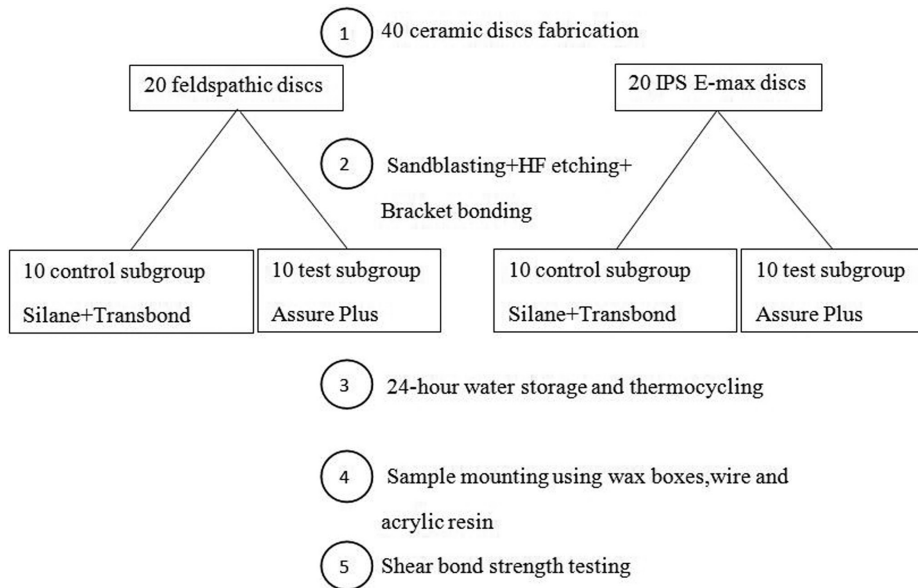 1 40 ceramic discs fabrication
20 feldspathic discs
20 IPS E-max discs
2 Sandblasting+HF etching+
Bracket bonding
10 control subgroup
Silane+Transbond
10 test subgroup
Assure Plus
10 control subgroup
Silane+Transbond
10 test subgroup
Assure Plus
3 24-hour water storage and thermocycling
4 Sample mounting using wax boxes,wire and
acrylic resin
5 Shear bond strength testing